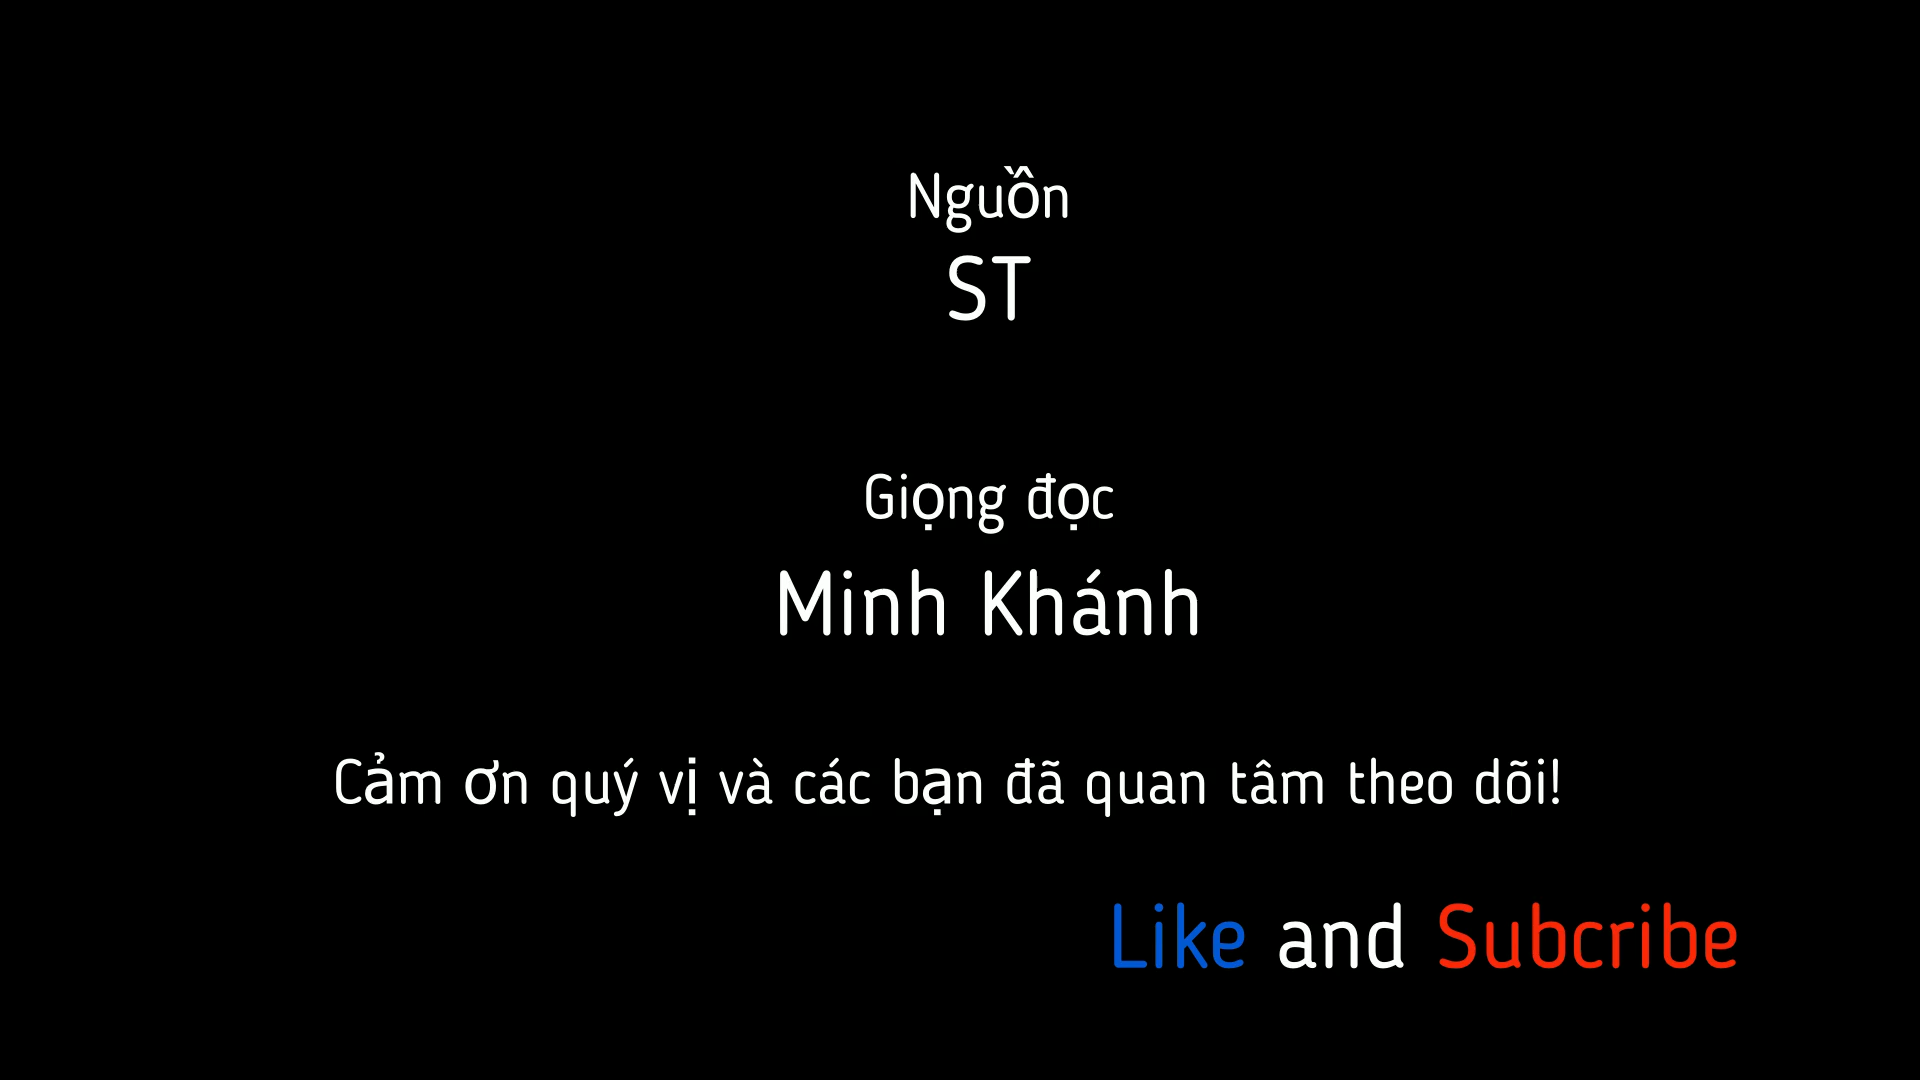 Nguồn
ST
Giọng đọc
Minh Khánh
Cảm ơn quý vị và các bạn đã quan tâm theo dõi!
Like and Subcribe